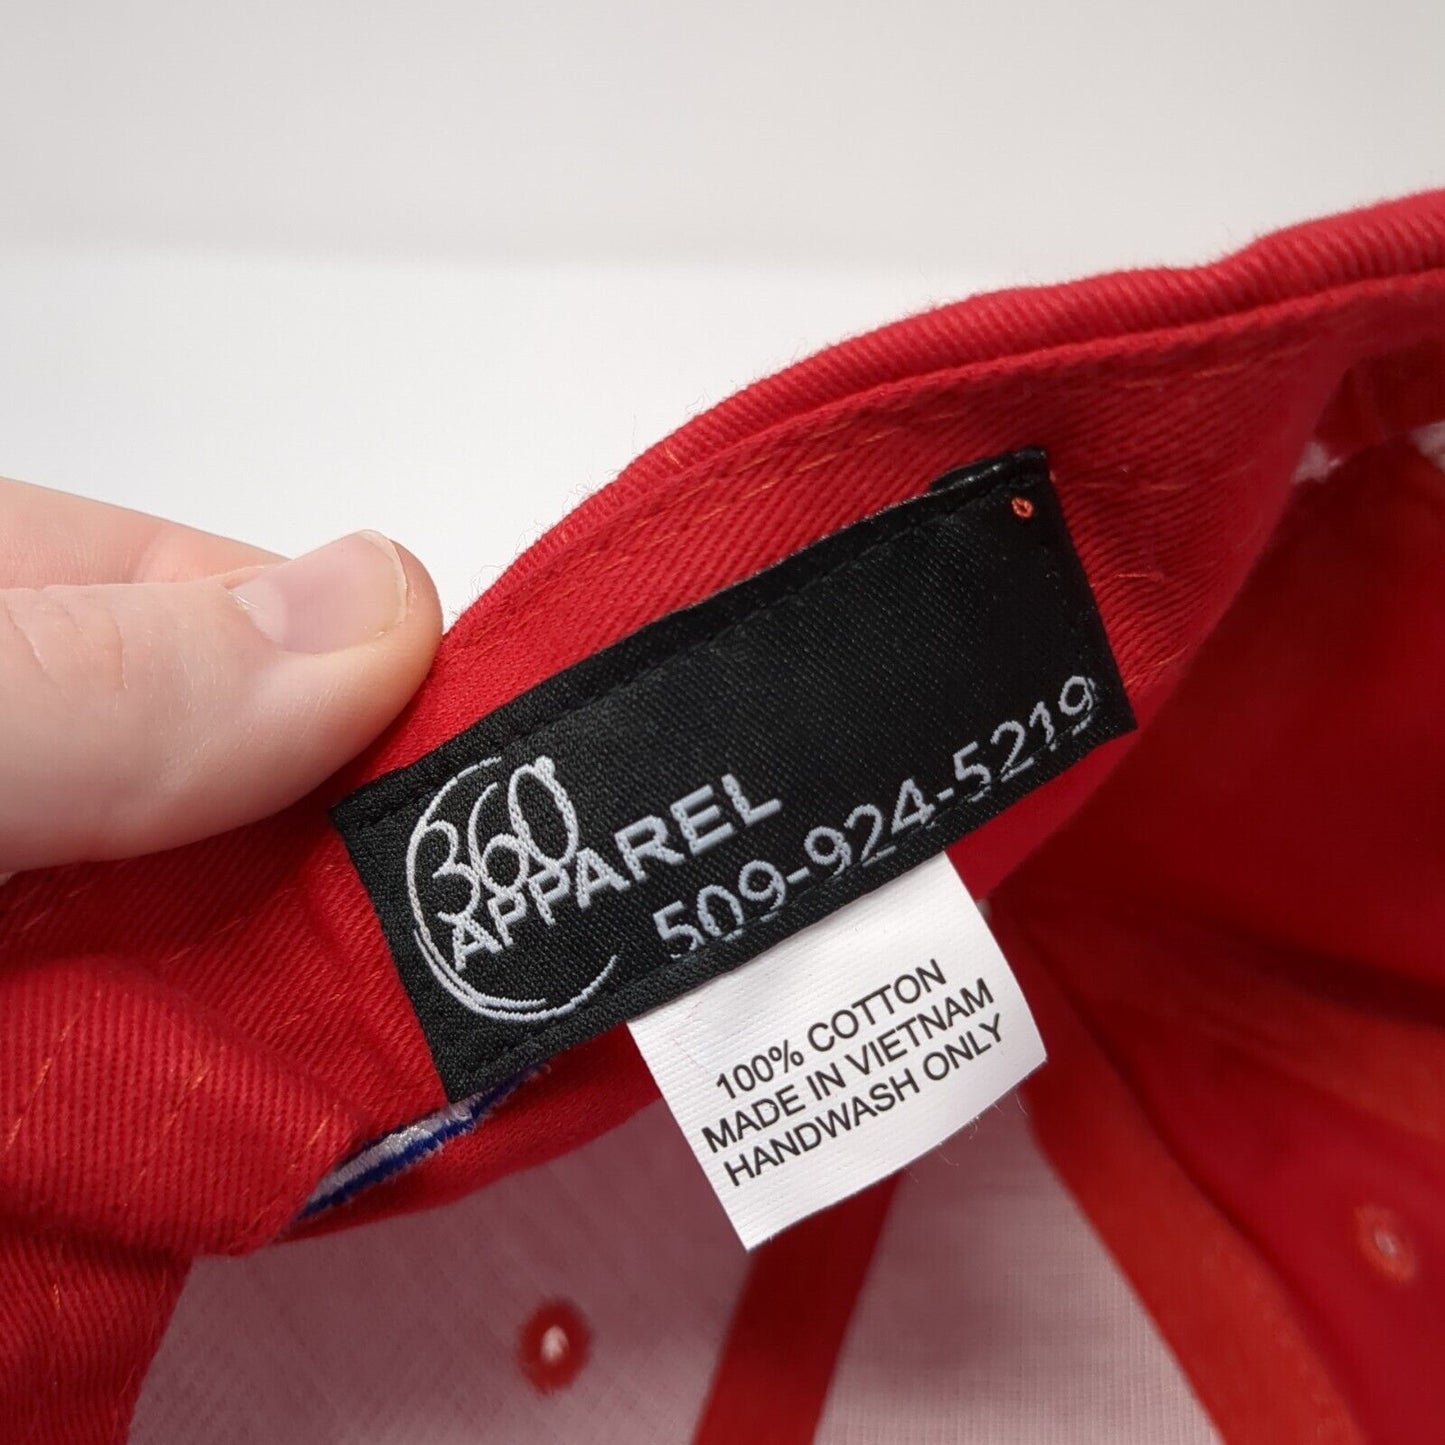 360°
APPAREL
509-924-5219
100% COTTON
MADE IN VIETNAM
HANDWASH ONLY